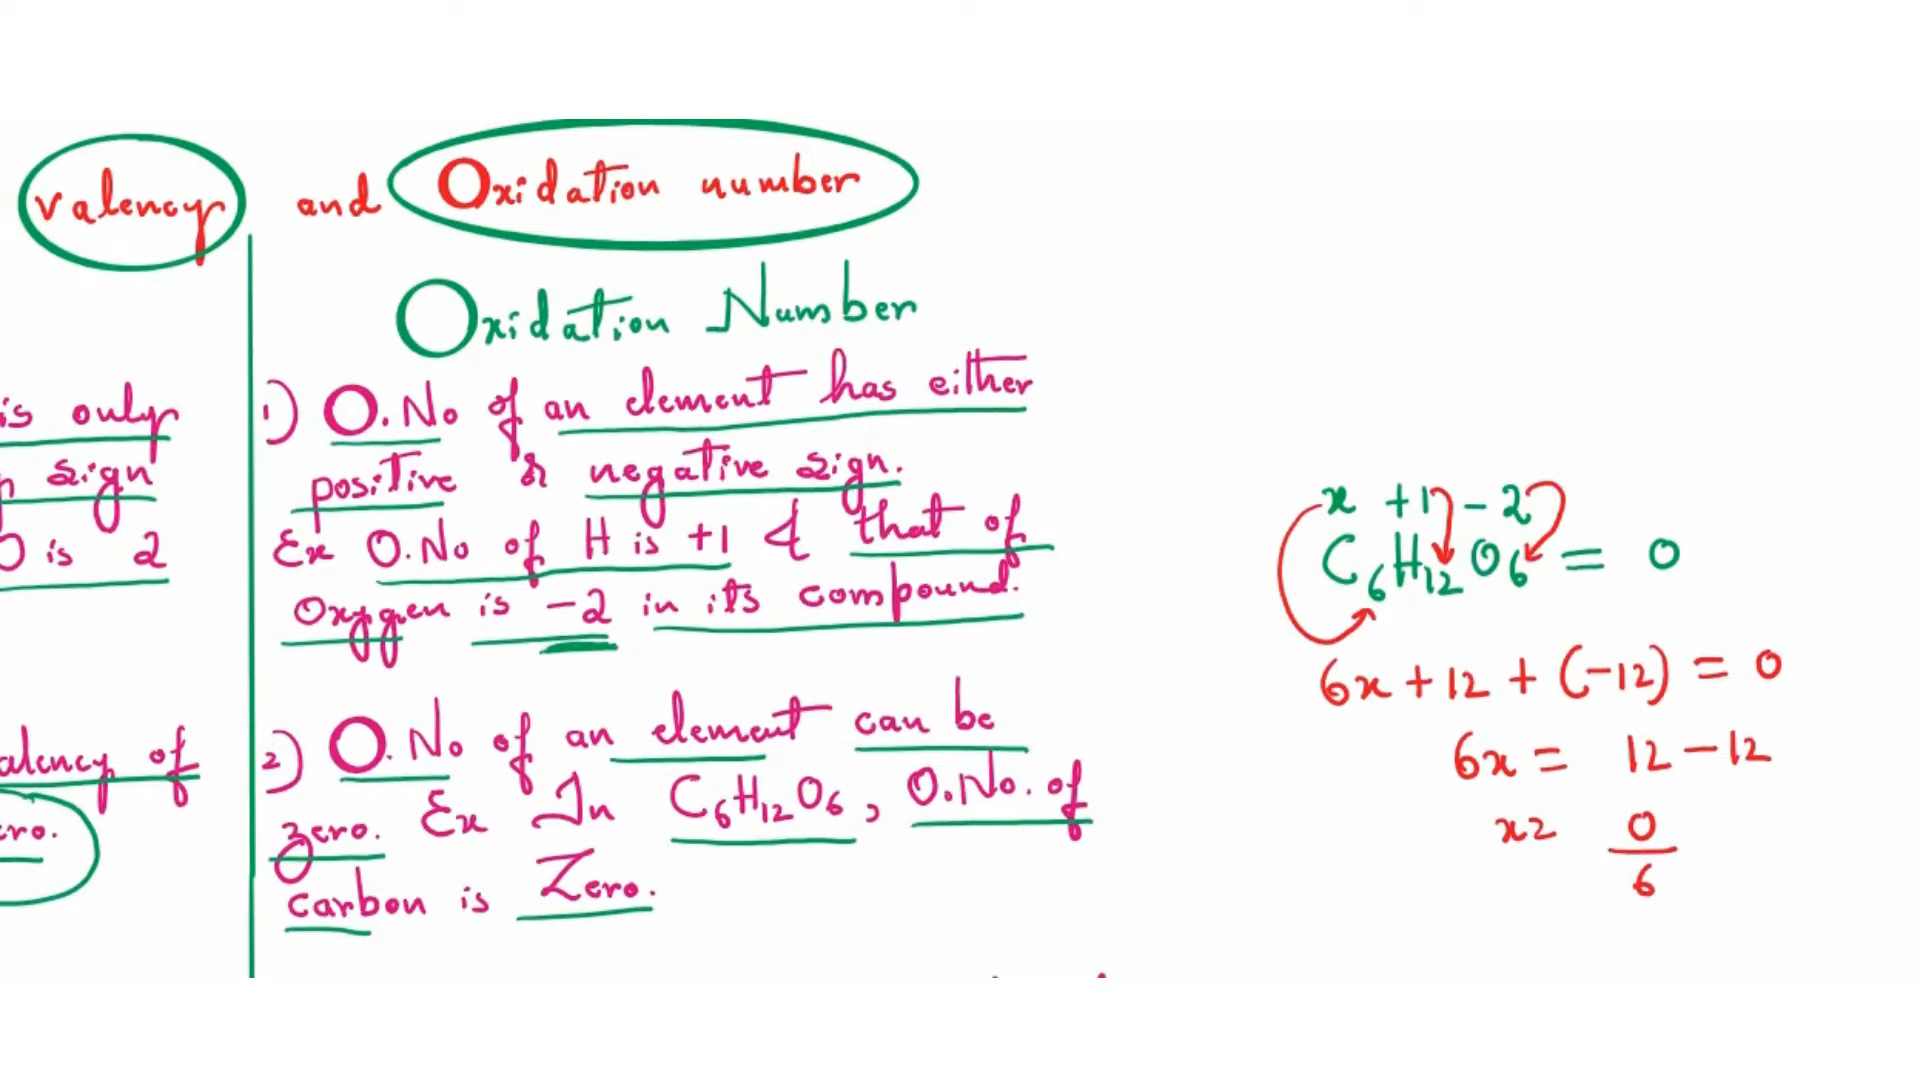 valency and Oxidation number
is only
sign
O is 2
alency of
ero.
Oxidation Number
1) O.No of an element has either
positive & negative sign.
Ex O.No of H is +1 & that of
Oxygen is -2 in its compound.
2) O.No of an element can be
zero. Ex In C₆H₁₂O₆, O.No. of
carbon is Zero.
x +1 -2
C₆H₁₂O₆ = 0
6x + 12 + (-12) = 0
6x = 12 - 12
x = 0
6